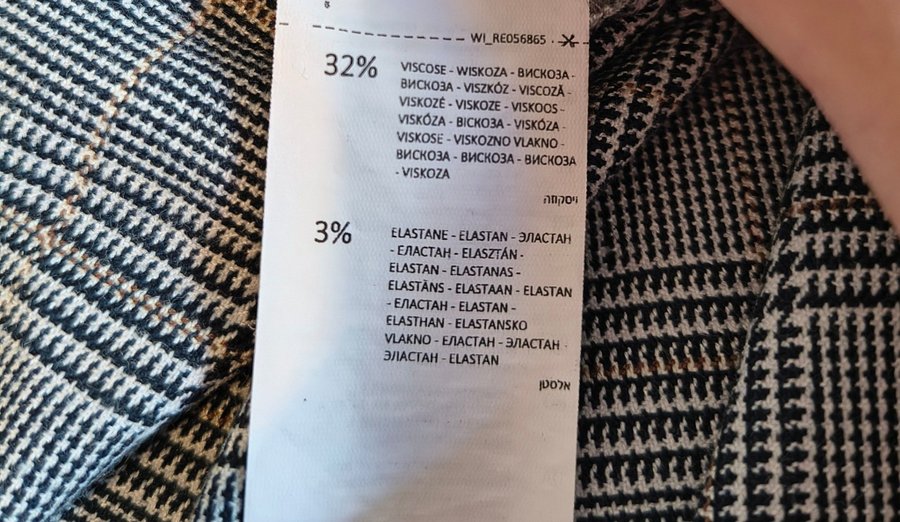 WI_RE056865
32%
VISCOSE - WISKOZA - ВИСКОЗА -
ВИСКОЗА - VISZKÓZ - VISCOZĂ -
VISKOZĖ - VISKOZE - VISKOOS -
VISKÓZA - ВІСКОЗА - VISKÓZA -
VISKOSE - VISKOZNO VLAKNO -
ВИСКОЗА - ВИСКОЗА - ВИСКОЗА
- VISKOZA
ויסקוזה
3%
ELASTANE - ELASTAN - ЭЛАСТАН
- ЕЛАСТАН - ELASZTÁN -
ELASTAN - ELASTANAS -
ELASTĀNS - ELASTAAN - ELASTAN
- ЕЛАСТАН - ELASTAN -
ELASTHAN - ELASTANSKO
VLAKNO - ЕЛАСТАН - ЭЛАСТАН -
ЭЛАСТАН - ELASTAN
אלסטן